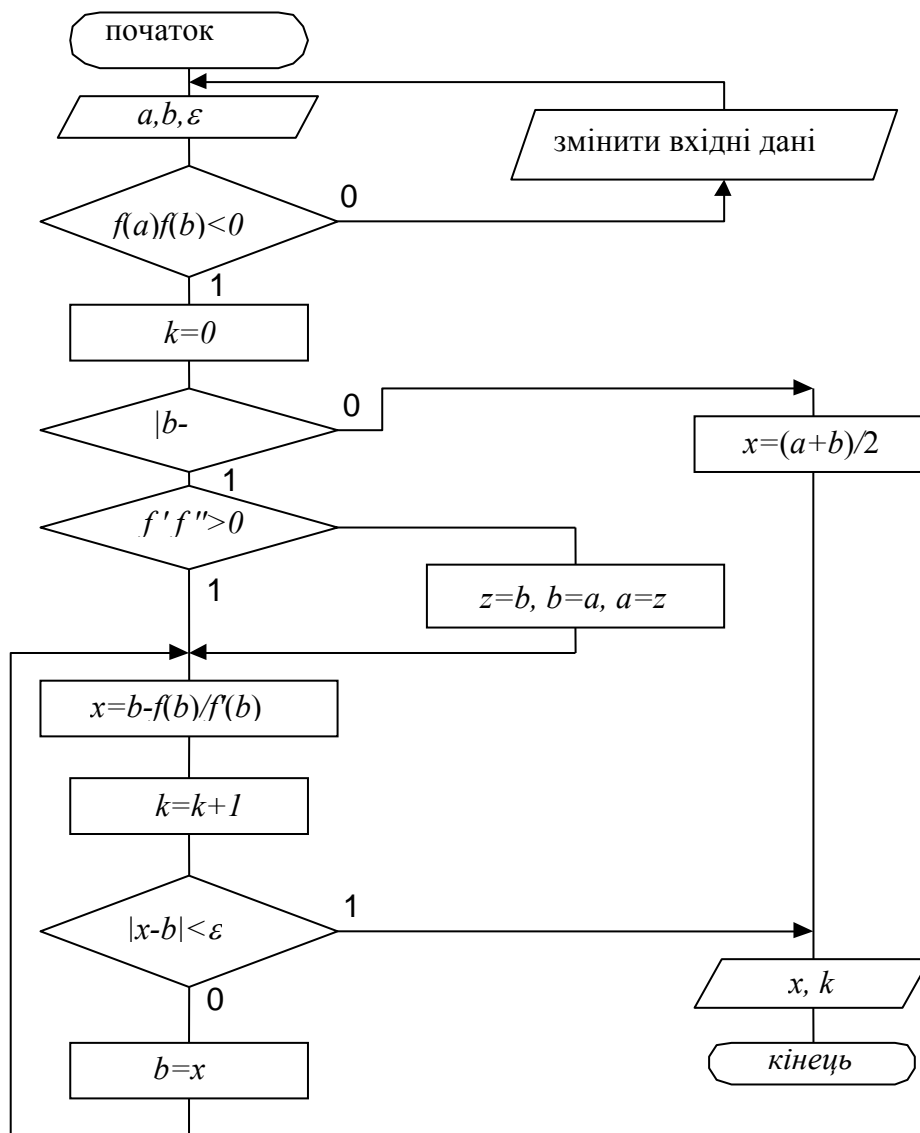 початок
a,b,ε
змінити вхідні дані
0
f(a)f(b)<0
1
k=0
0
|b-
x=(a+b)/2
1
f' f''>0
1
z=b, b=a, a=z
x=b-f(b)/f'(b)
k=k+1
1
|x-b|<ε
0
x, k
b=x
кінець